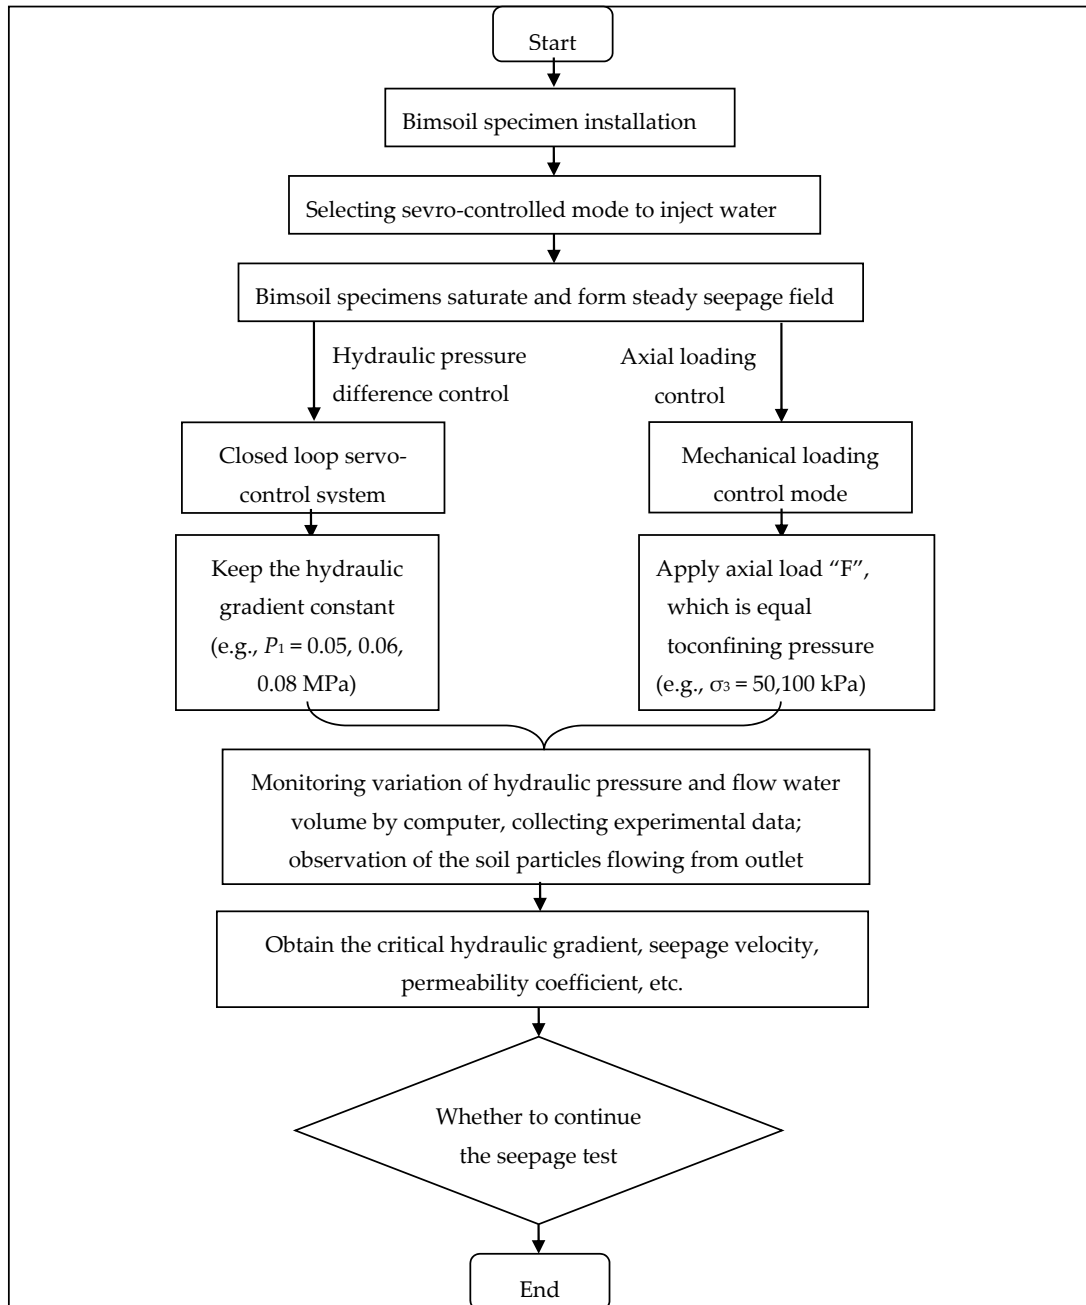 Start
Bimsoil specimen installation
Selecting sevro-controlled mode to inject water
Bimsoil specimens saturate and form steady seepage field
Hydraulic pressure
difference control
Axial loading
control
Closed loop servo-
control system
Mechanical loading
control mode
Keep the hydraulic
gradient constant
(e.g., P1 = 0.05, 0.06,
0.08 MPa)
Apply axial load “F”,
which is equal
toconfining pressure
(e.g., σ3 = 50,100 kPa)
Monitoring variation of hydraulic pressure and flow water
volume by computer, collecting experimental data;
observation of the soil particles flowing from outlet
Obtain the critical hydraulic gradient, seepage velocity,
permeability coefficient, etc.
Whether to continue
the seepage test
End